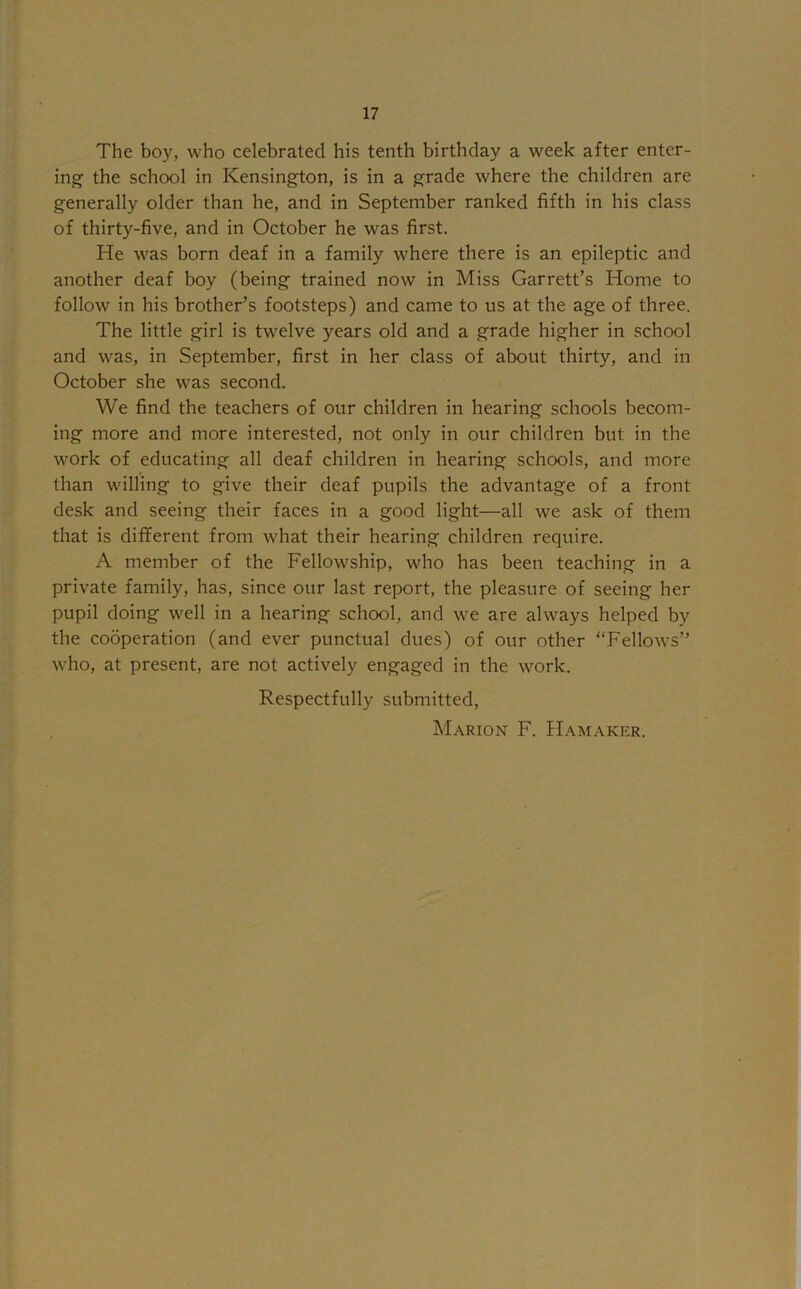 17
The boy, who celebrated his tenth birthday a week after enter-
ing the school in Kensington, is in a grade where the children are
generally older than he, and in September ranked fifth in his class
of thirty-five, and in October he was first.
He was born deaf in a family where there is an epileptic and
another deaf boy (being trained now in Miss Garrett’s Home to
follow in his brother’s footsteps) and came to us at the age of three.
The little girl is twelve years old and a grade higher in school
and was, in September, first in her class of about thirty, and in
October she was second.
We find the teachers of our children in hearing schools becom-
ing more and more interested, not only in our children but in the
work of educating all deaf children in hearing schools, and more
than willing to give their deaf pupils the advantage of a front
desk and seeing their faces in a good light—all we ask of them
that is different from what their hearing children require.
A member of the Fellowship, who has been teaching in a
private family, has, since our last report, the pleasure of seeing her
pupil doing well in a hearing school, and we are always helped by
the coöperation (and ever punctual dues) of our other “Fellows”
who, at present, are not actively engaged in the work.
Respectfully submitted,
Marion F. Hamaker.